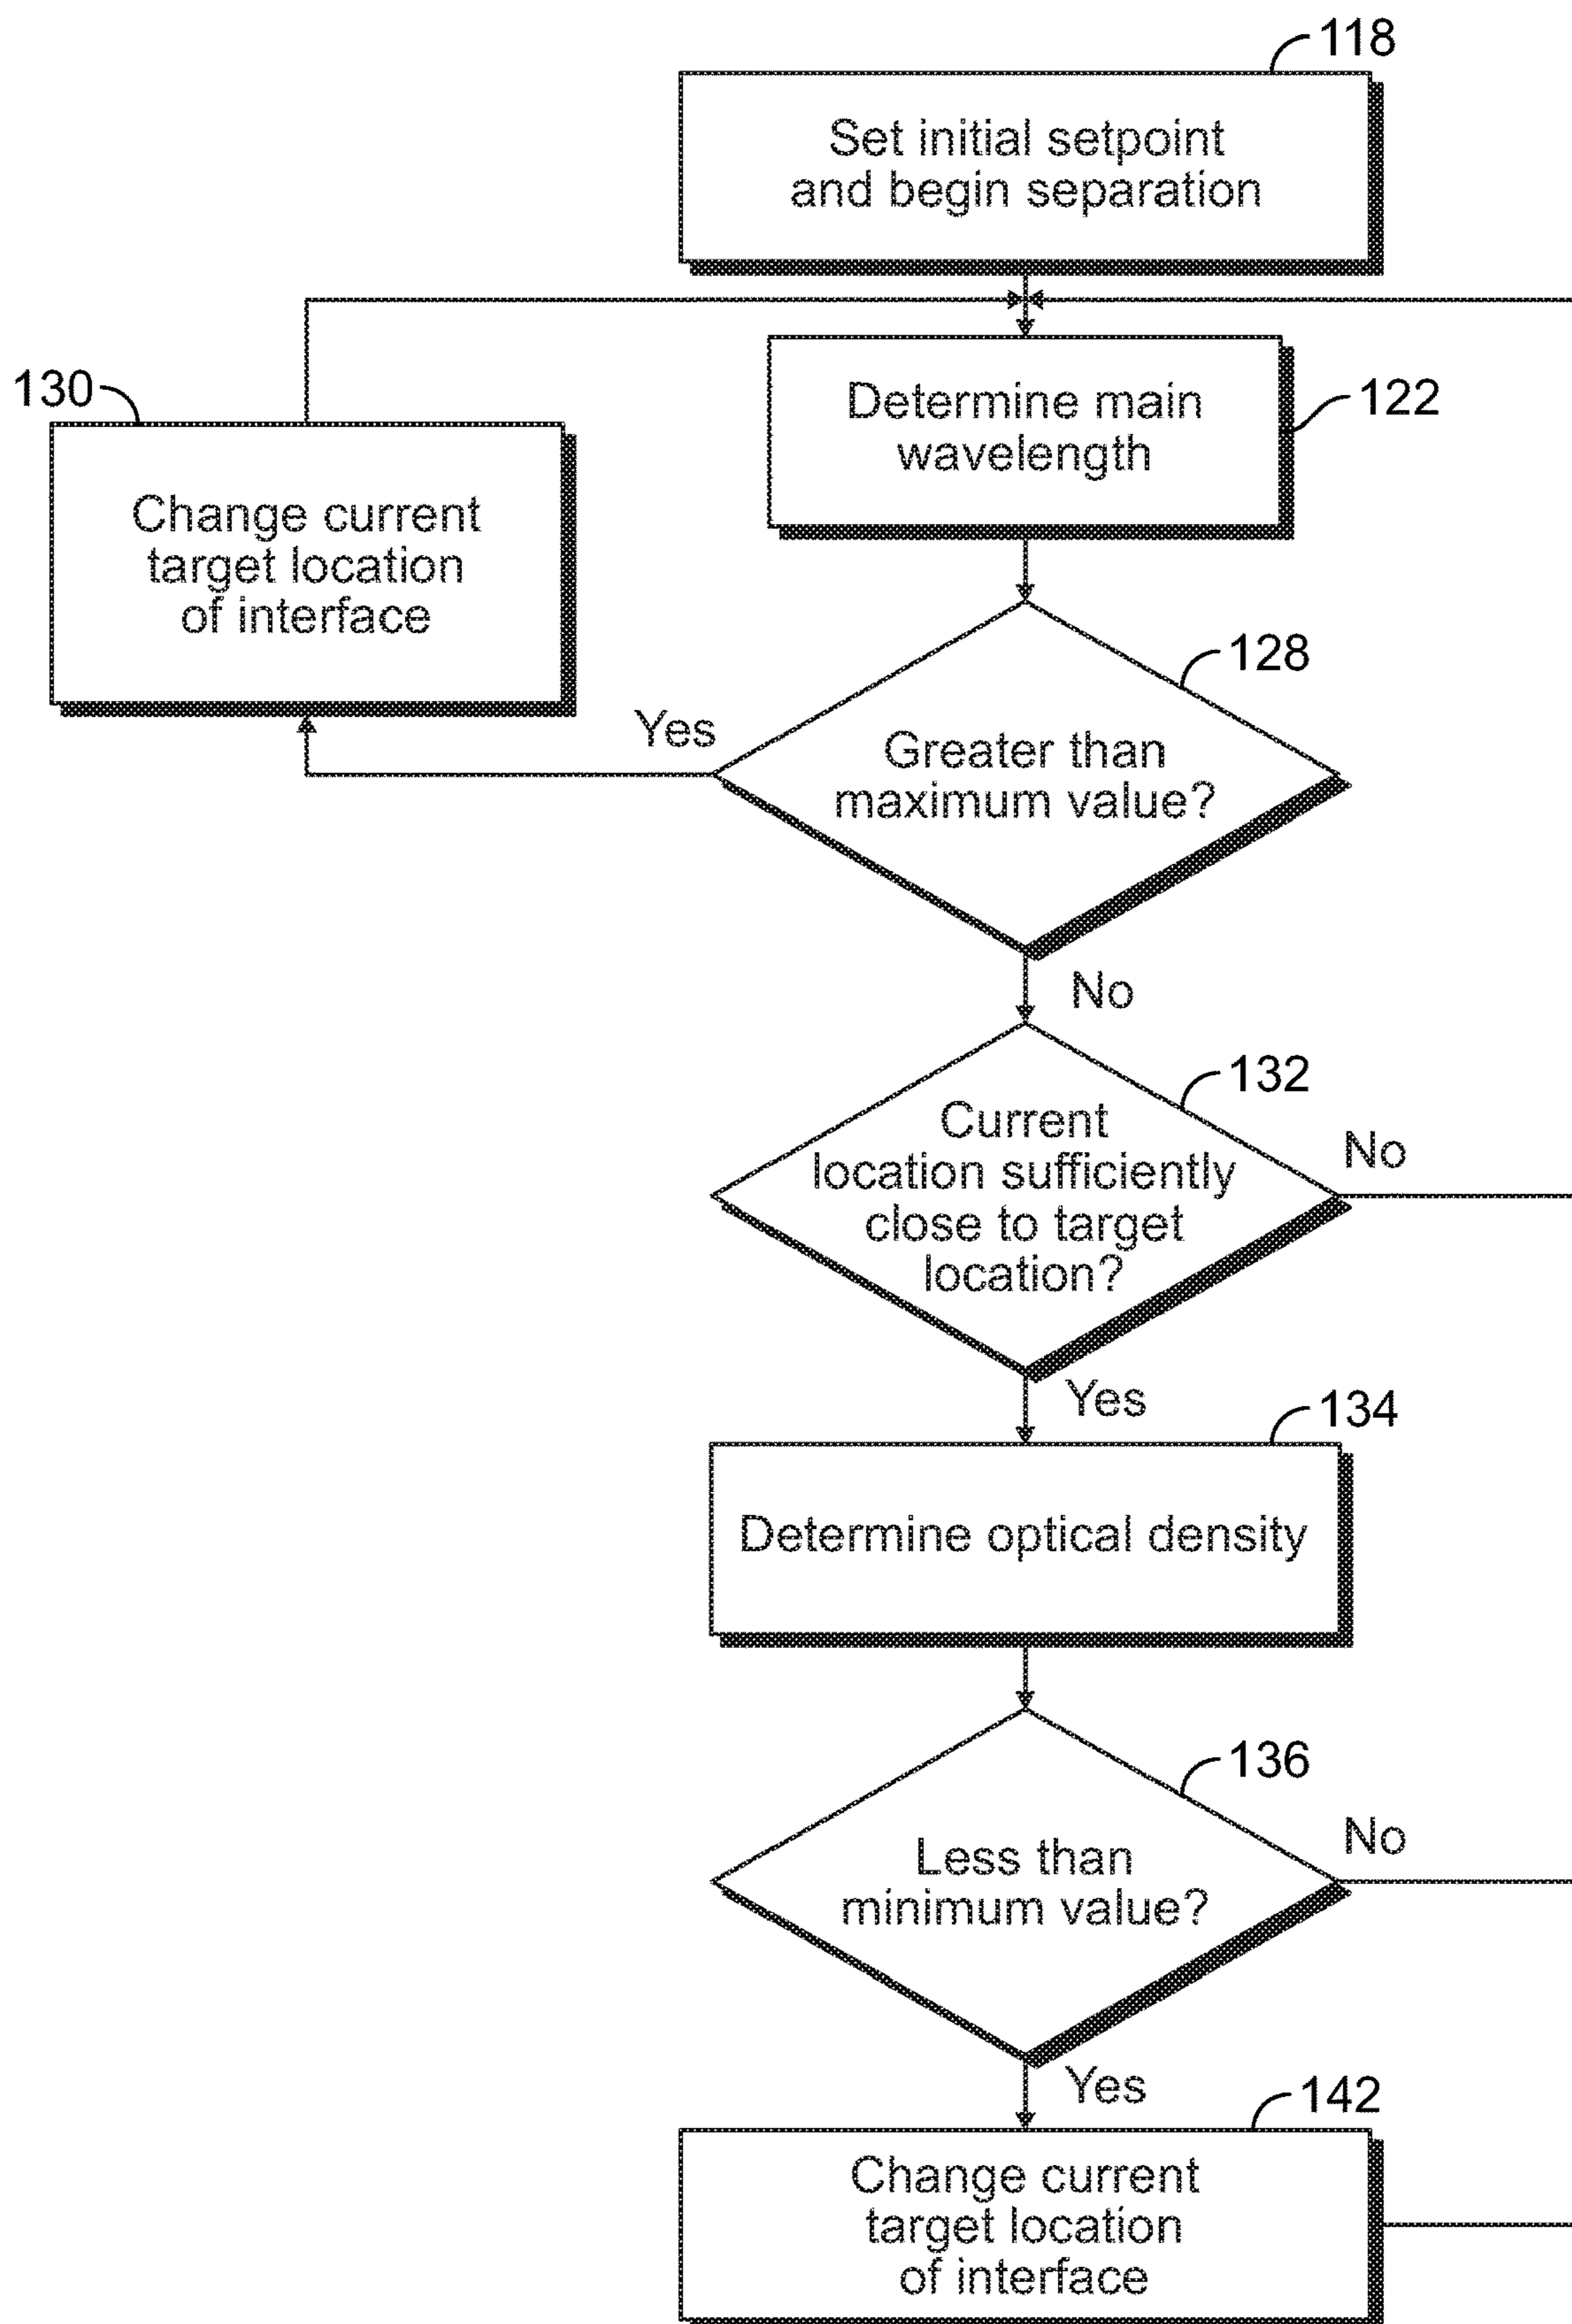 118
Set initial setpoint
and begin separation
130
Determine main
wavelength
122
Change current
target location
of interface
128
Yes
Greater than
maximum value?
No
132
Current
location sufficiently
close to target
location?
No
Yes
134
Determine optical density
136
Less than
minimum value?
No
Yes
142
Change current
target location
of interface